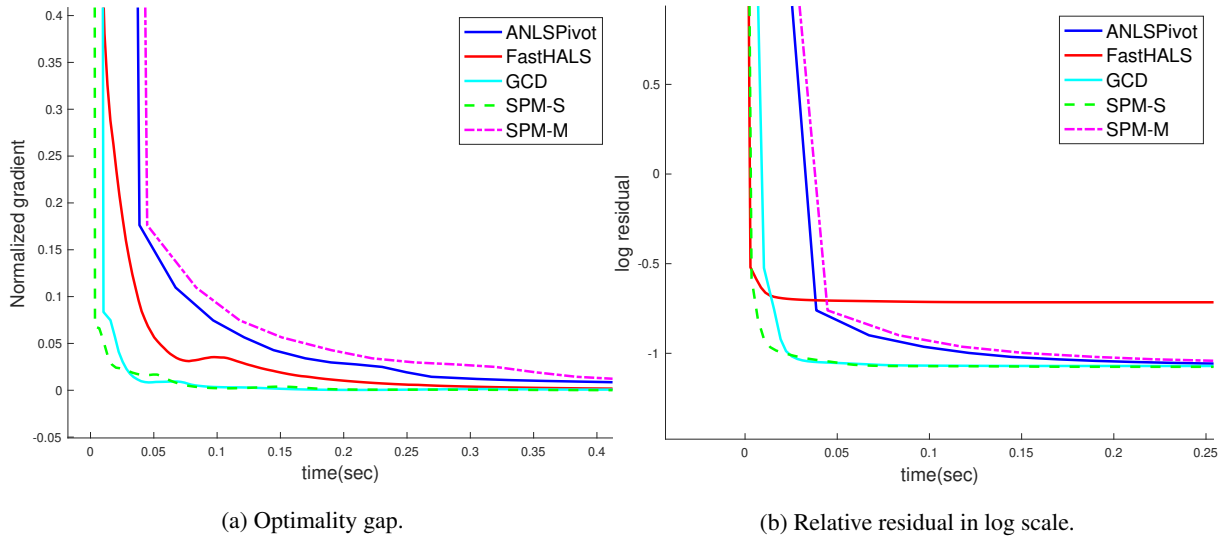 0.4
0.35
0.3
0.25
0.2
0.15
0.1
0.05
0
-0.05
Normalized gradient
0 0.05 0.1 0.15 0.2 0.25 0.3 0.35 0.4
time(sec)
ANLSPivot
FastHALS
GCD
SPM-S
SPM-M
(a) Optimality gap.
0.5
0
-0.5
-1
log residual
0 0.05 0.1 0.15 0.2 0.25
time(sec)
ANLSPivot
FastHALS
GCD
SPM-S
SPM-M
(b) Relative residual in log scale.